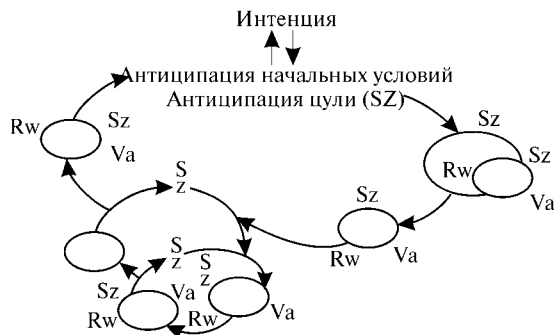 Интенция
Антиципация начальных условий
Антиципация цули (SZ)
Sz
Rw
Sz
Va
Sz
Rw
Va
S
z
Sz
Rw
Va
S
z
S
z
Sz
Va
Rw
Rw
Va